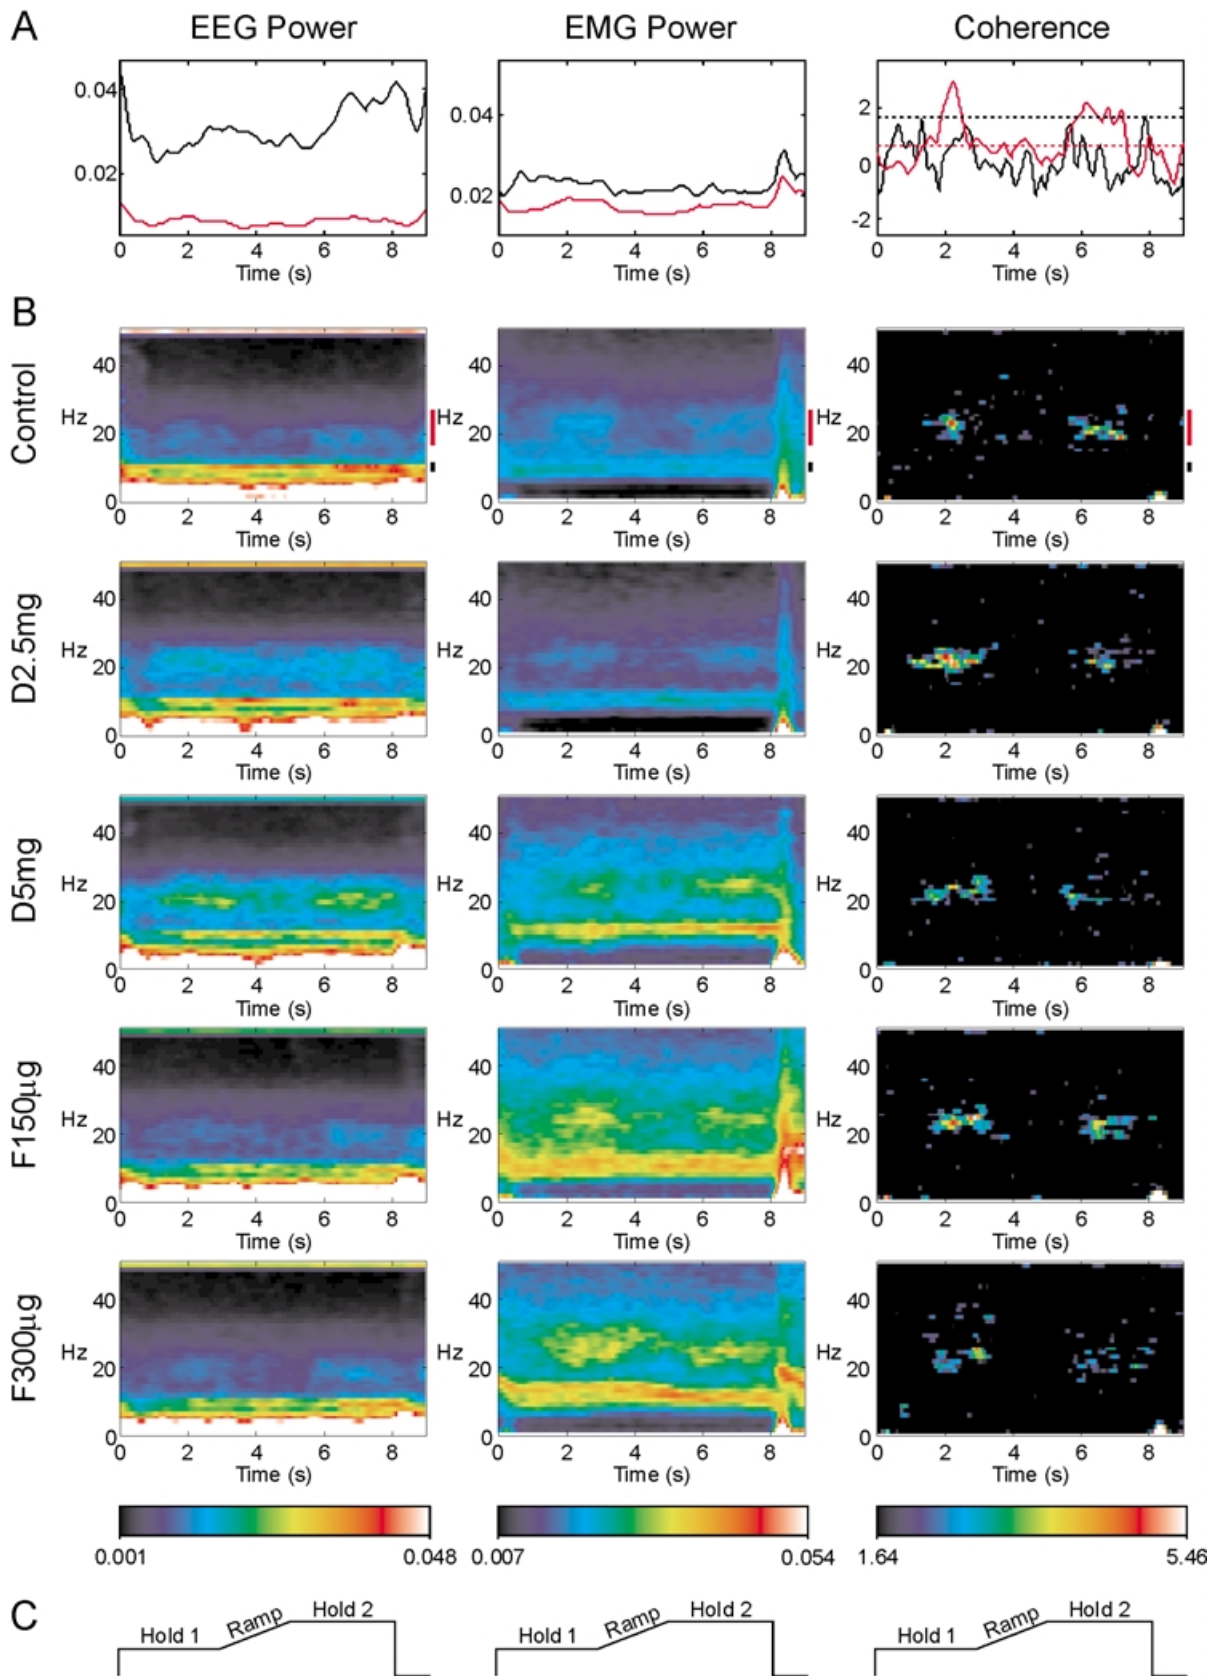 A
EEG Power
EMG Power
Coherence
0.04
0.02
0 2 4 6 8
Time (s)
0.04
0.02
0 2 4 6 8
Time (s)
2
0
-2
0 2 4 6 8
Time (s)
B
Control
40
Hz
20
0
0 2 4 6 8
Time (s)
40
Hz
20
0
0 2 4 6 8
Time (s)
40
Hz
20
0
0 2 4 6 8
Time (s)
D2.5mg
40
Hz
20
0
0 2 4 6 8
Time (s)
40
Hz
20
0
0 2 4 6 8
Time (s)
40
Hz
20
0
0 2 4 6 8
Time (s)
D5mg
40
Hz
20
0
0 2 4 6 8
Time (s)
40
Hz
20
0
0 2 4 6 8
Time (s)
40
Hz
20
0
0 2 4 6 8
Time (s)
F150µg
40
Hz
20
0
0 2 4 6 8
Time (s)
40
Hz
20
0
0 2 4 6 8
Time (s)
40
Hz
20
0
0 2 4 6 8
Time (s)
F300µg
40
Hz
20
0
0 2 4 6 8
Time (s)
40
Hz
20
0
0 2 4 6 8
Time (s)
40
Hz
20
0
0 2 4 6 8
Time (s)
0.001 0.048
0.007 0.054
1.64 5.46
C
Hold 1 Ramp Hold 2
Hold 1 Ramp Hold 2
Hold 1 Ramp Hold 2